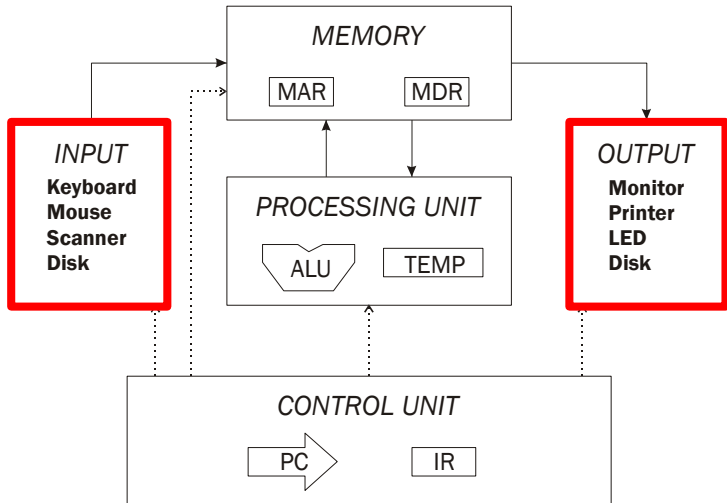 MEMORY
MAR MDR
INPUT
Keyboard
Mouse
Scanner
Disk
OUTPUT
Monitor
Printer
LED
Disk
PROCESSING UNIT
ALU TEMP
CONTROL UNIT
PC IR